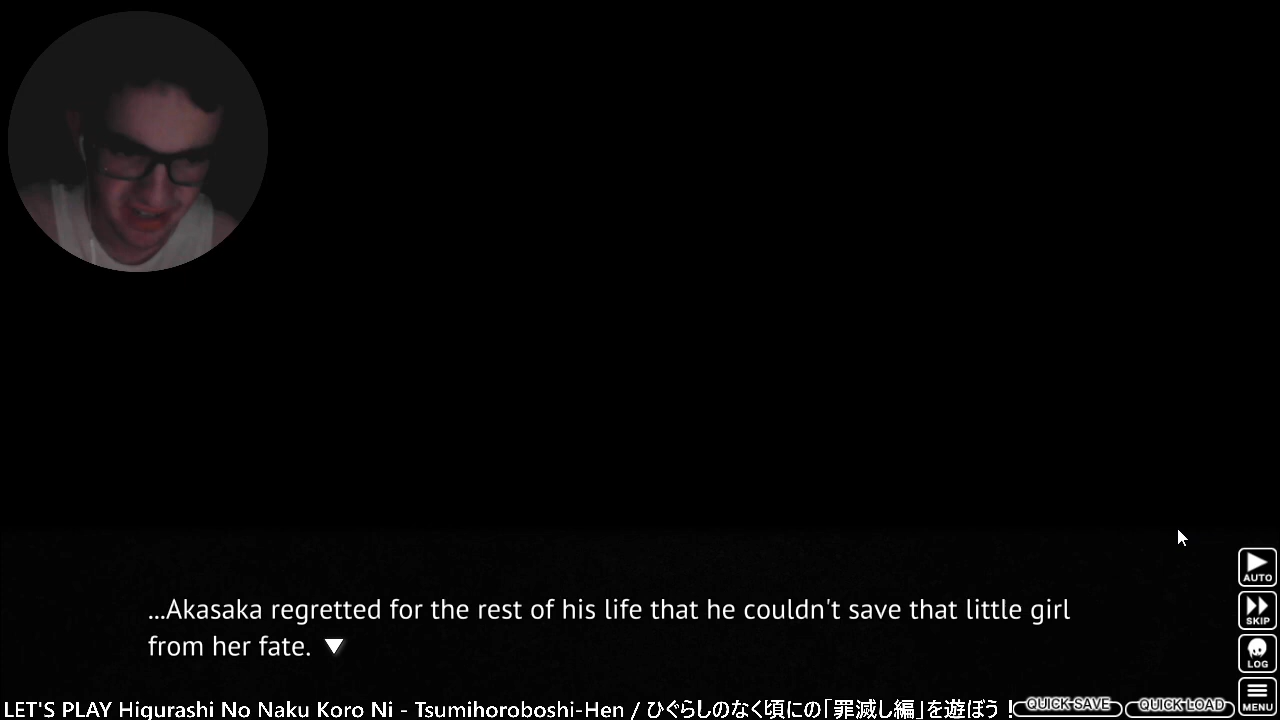 ...Akasaka regretted for the rest of his life that he couldn't save that little girl
from her fate.
AUTO
SKIP
LOG
MENU
LET'S PLAY Higurashi No Naku Koro Ni - Tsumihoroboshi-Hen / ひぐらしのなく頃にの「罪滅し編」を遊ぼう！
QUICK SAVE
QUICK LOAD